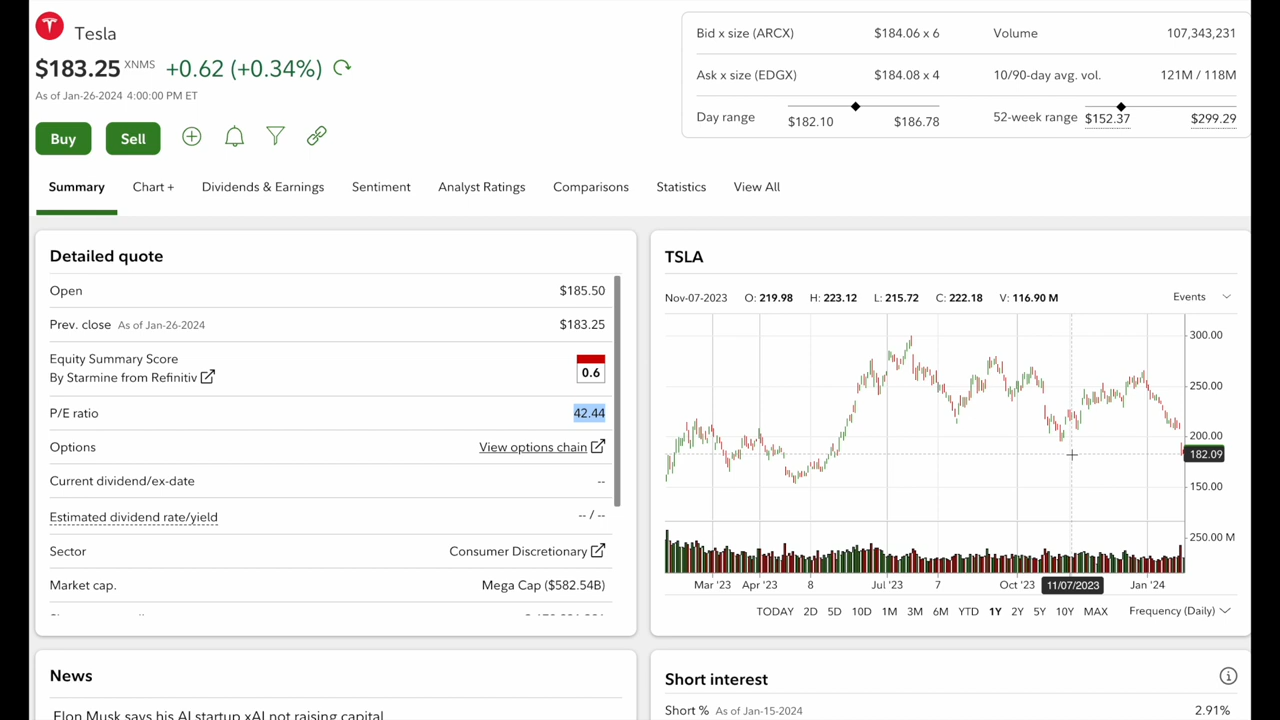 Tesla
$183.25 XNMS +0.62 (+0.34%)
As of Jan-26-2024 4:00:00 PM ET
Buy Sell
Bid x size (ARCX) $184.06 x 6 Volume 107,343,231
Ask x size (EDGX) $184.08 x 4 10/90-day avg. vol. 121M / 118M
Day range $182.10 $186.78 52-week range $152.37 $299.29
Summary Chart + Dividends & Earnings Sentiment Analyst Ratings Comparisons Statistics View All
Detailed quote
Open $185.50
Prev. close As of Jan-26-2024 $183.25
Equity Summary Score
By Starmine from Refinitiv 0.6
P/E ratio 42.44
Options View options chain
Current dividend/ex-date --
Estimated dividend rate/yield -- / --
Sector Consumer Discretionary
Market cap. Mega Cap ($582.54B)
TSLA
Nov-07-2023 O: 219.98 H: 223.12 L: 215.72 C: 222.18 V: 116.90 M Events
300.00
250.00
200.00
182.09
150.00
250.00 M
Mar '23 Apr '23 8 Jul '23 7 Oct '23 11/07/2023 Jan '24
TODAY 2D 5D 10D 1M 3M 6M YTD 1Y 2Y 5Y 10Y MAX Frequency (Daily)
News
Elon Musk says his AI startup xAI not raising capital
Short interest
Short % As of Jan-15-2024 2.91%